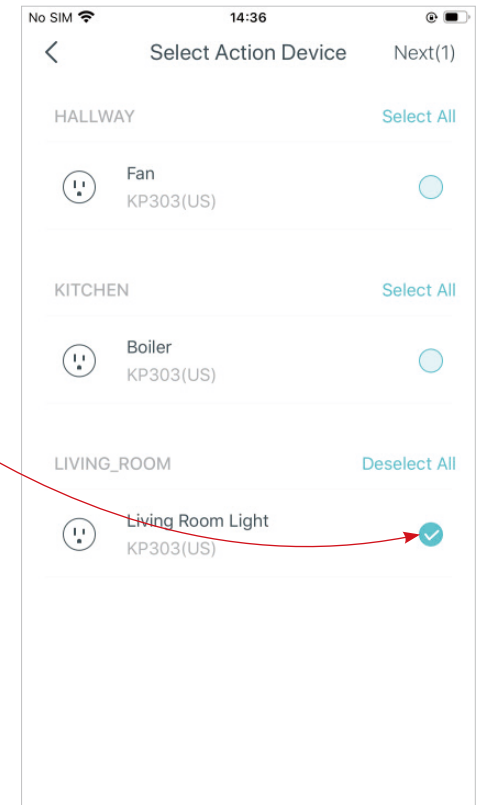 No SIM 14:36
Select Action Device Next(1)
HALLWAY Select All
Fan
KP303(US)
KITCHEN Select All
Boiler
KP303(US)
LIVING_ROOM Deselect All
Living Room Light
KP303(US)